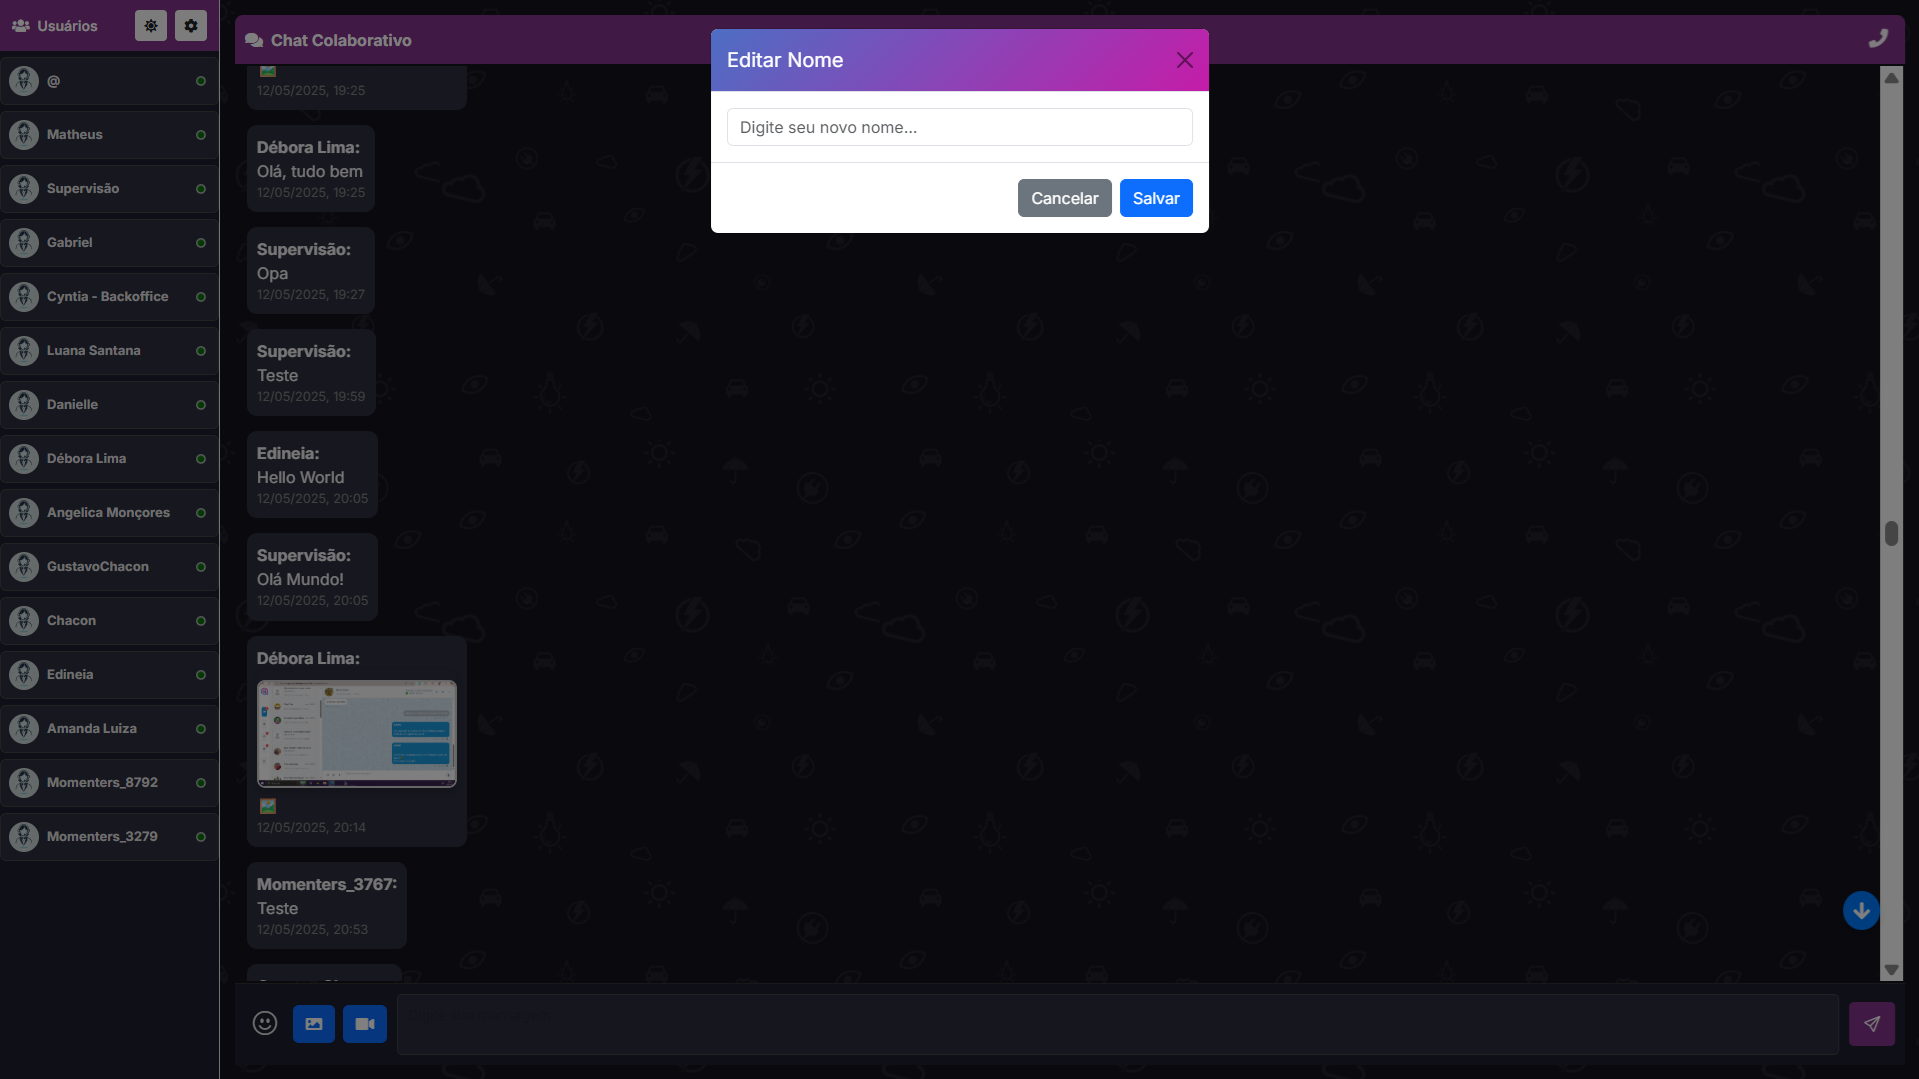 Usuários
@
Matheus
Supervisão
Gabriel
Cyntia - Backoffice
Luana Santana
Danielle
Débora Lima
Angelica Monçores
GustavoChacon
Chacon
Edineia
Amanda Luiza
Momenters_8792
Momenters_3279
Chat Colaborativo
12/05/2025, 19:25
Débora Lima:
Olá, tudo bem
12/05/2025, 19:25
Supervisão:
Opa
12/05/2025, 19:27
Supervisão:
Teste
12/05/2025, 19:59
Edineia:
Hello World
12/05/2025, 20:05
Supervisão:
Olá Mundo!
12/05/2025, 20:05
Débora Lima:
12/05/2025, 20:14
Momenters_3767:
Teste
12/05/2025, 20:53
Editar Nome
Digite seu novo nome...
Cancelar
Salvar